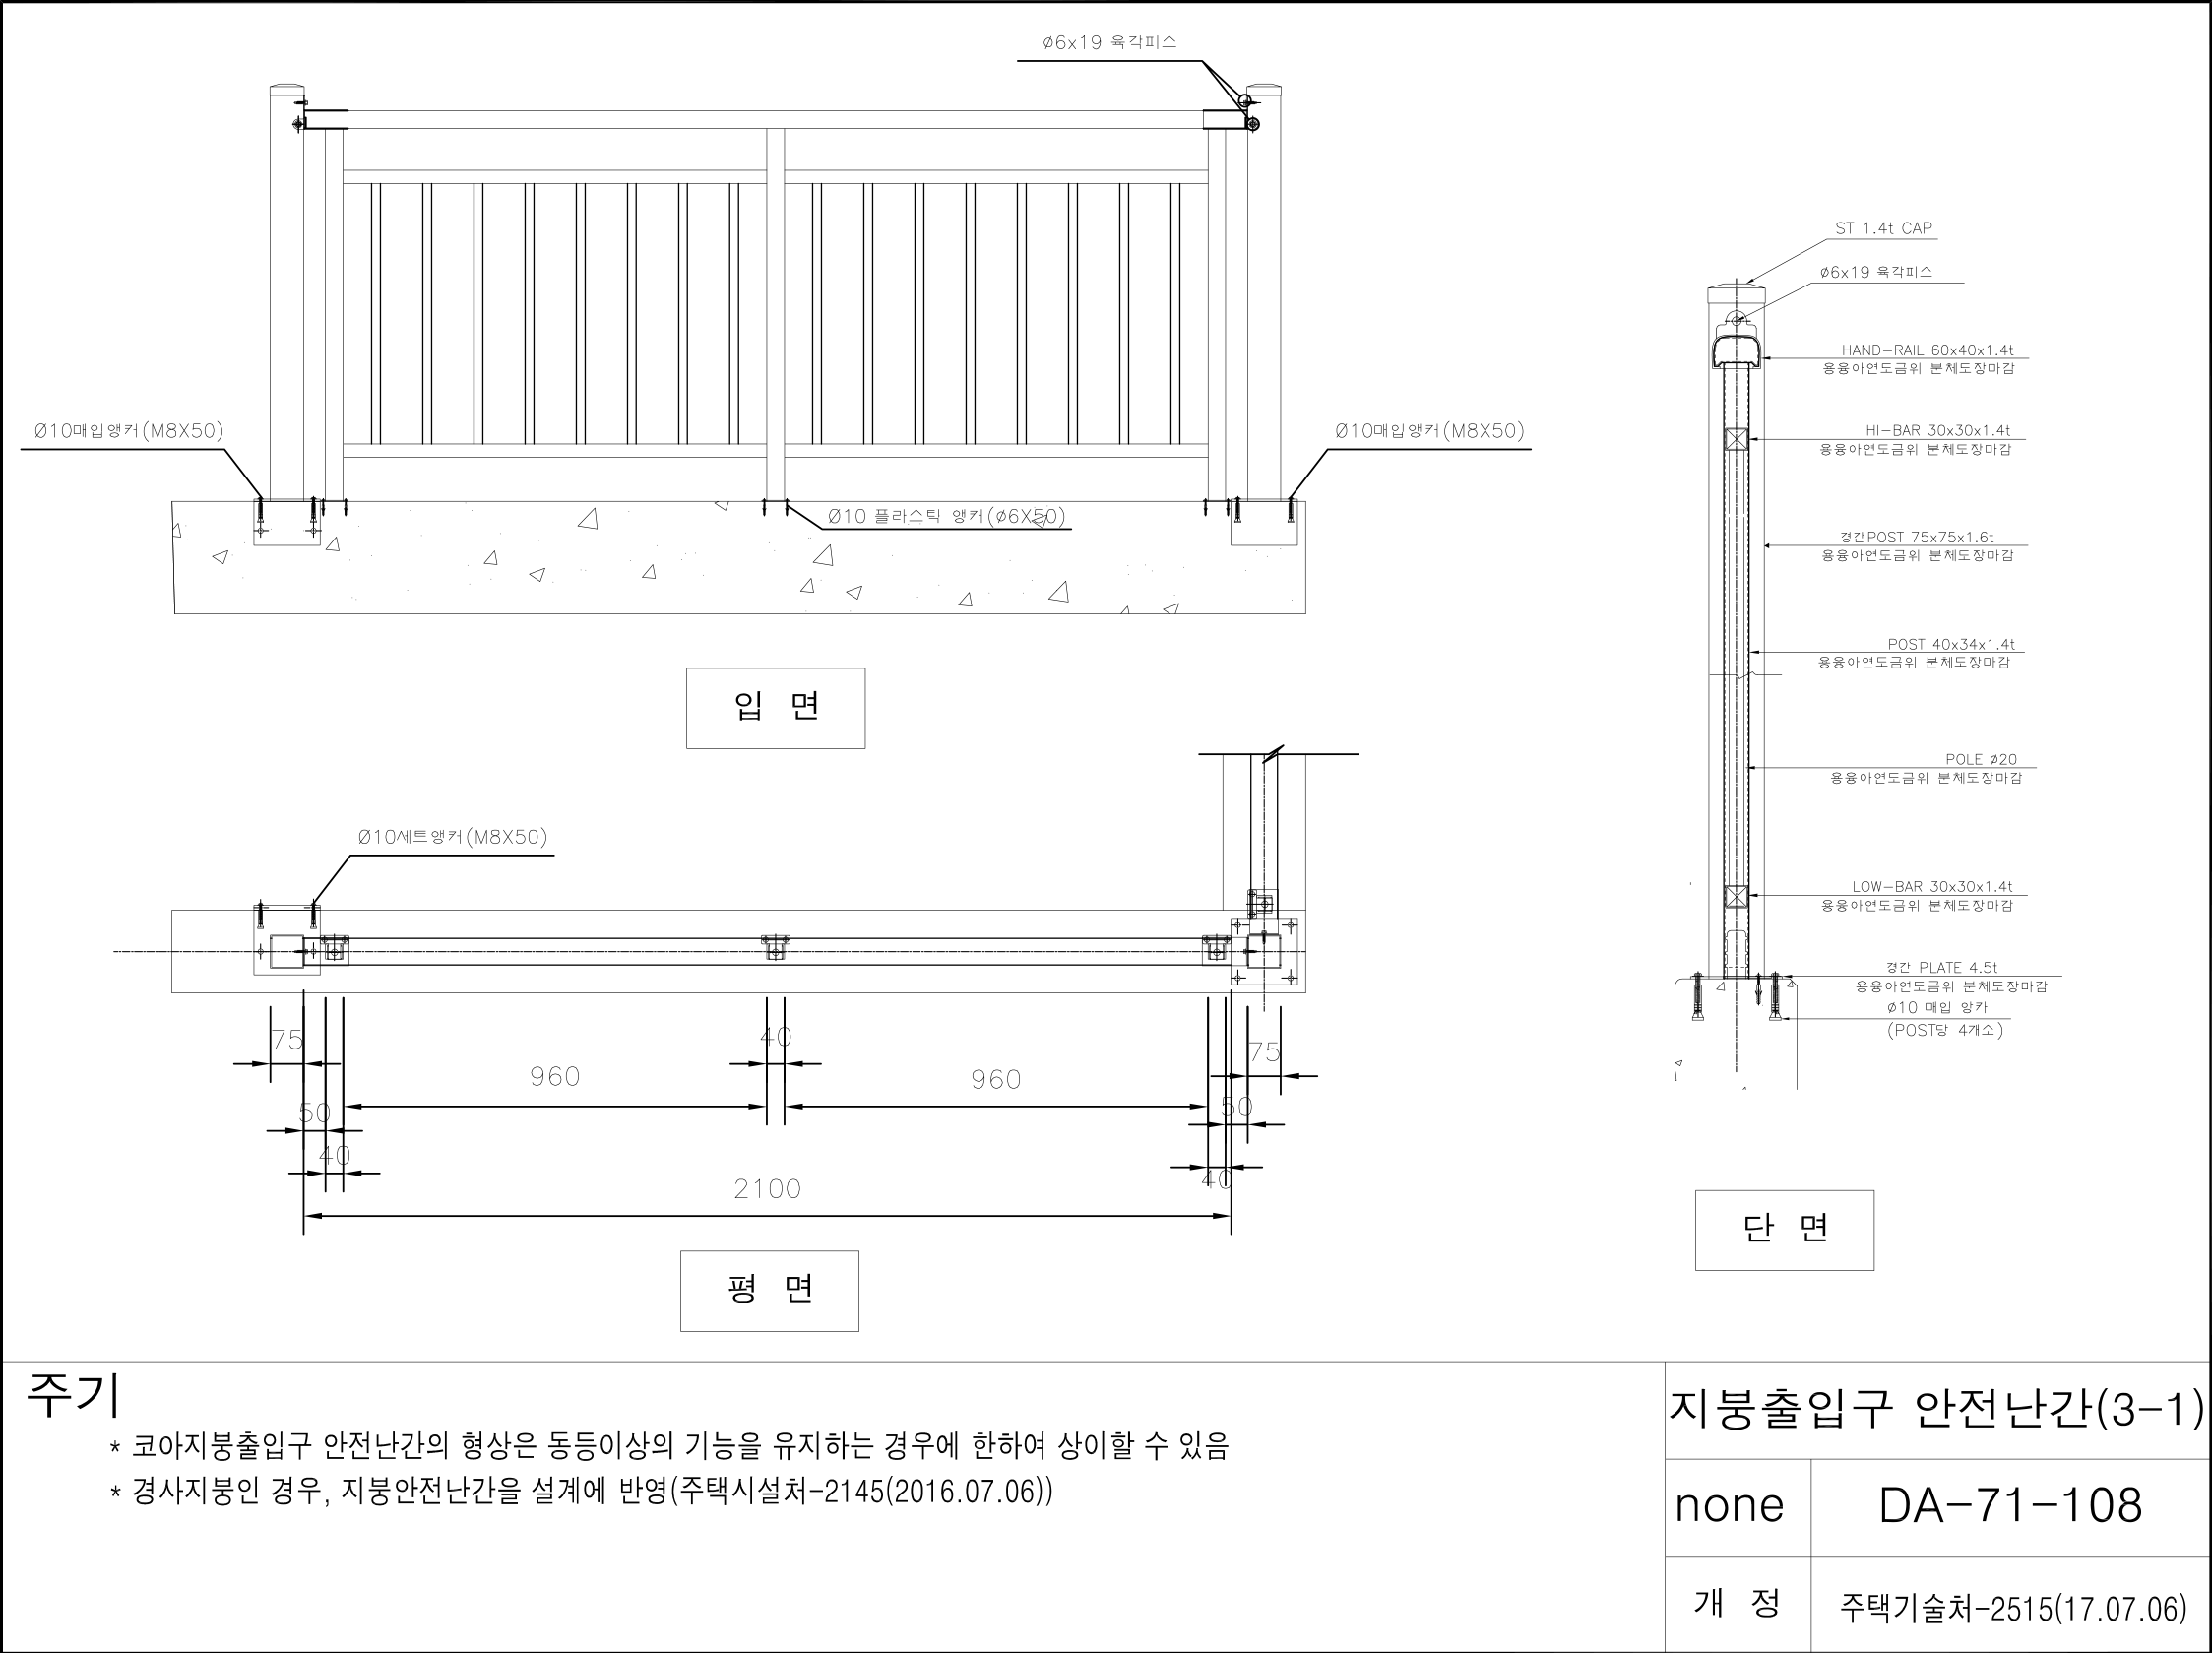 ø6x19 육각피스
Ø10매입앵커(M8X50)
Ø10매입앵커(M8X50)
Ø10 플라스틱 앵커(ø6X50)
입 면
ST 1.4t CAP
ø6x19 육각피스
HAND-RAIL 60x40x1.4t
용융아연도금위 분체도장마감
HI-BAR 30x30x1.4t
용융아연도금위 분체도장마감
경간POST 75x75x1.6t
용융아연도금위 분체도장마감
POST 40x34x1.4t
용융아연도금위 분체도장마감
POLE ø20
용융아연도금위 분체도장마감
LOW-BAR 30x30x1.4t
용융아연도금위 분체도장마감
경간 PLATE 4.5t
용융아연도금위 분체도장마감
ø10 매입 앙카
(POST당 4개소)
단 면
Ø10세트앵커(M8X50)
75
40
75
960
960
50
50
40
40
2100
평 면
주기
* 코아지붕출입구 안전난간의 형상은 동등이상의 기능을 유지하는 경우에 한하여 상이할 수 있음
* 경사지붕인 경우, 지붕안전난간을 설계에 반영(주택시설처-2145(2016.07.06))
지붕출입구 안전난간(3-1)
none
DA-71-108
개 정
주택기술처-2515(17.07.06)